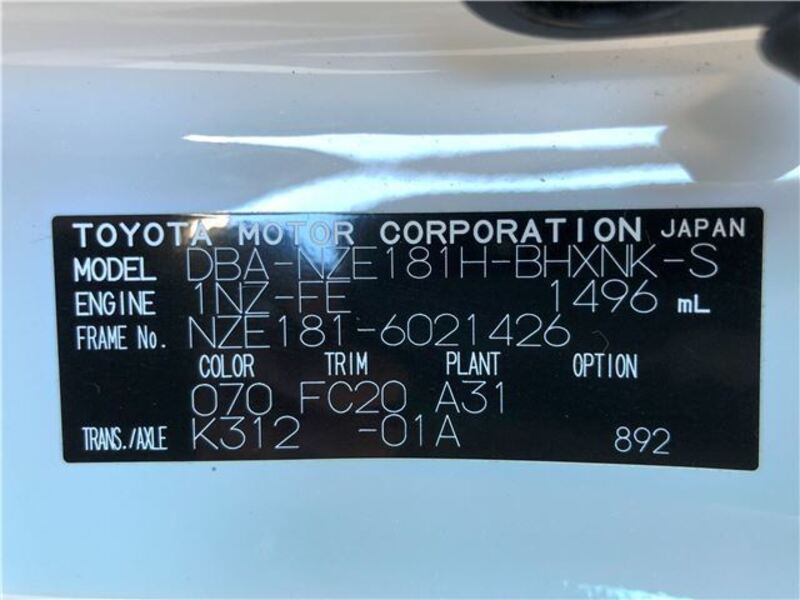 TOYOTA MOTOR CORPORATION JAPAN
MODEL DBA-NZE181H-BHXNK-S
ENGINE 1NZ-FE 1496 mL
FRAME No. NZE181-6021426
COLOR TRIM PLANT OPTION
070 FC20 A31
TRANS./AXLE K312 -01A 892